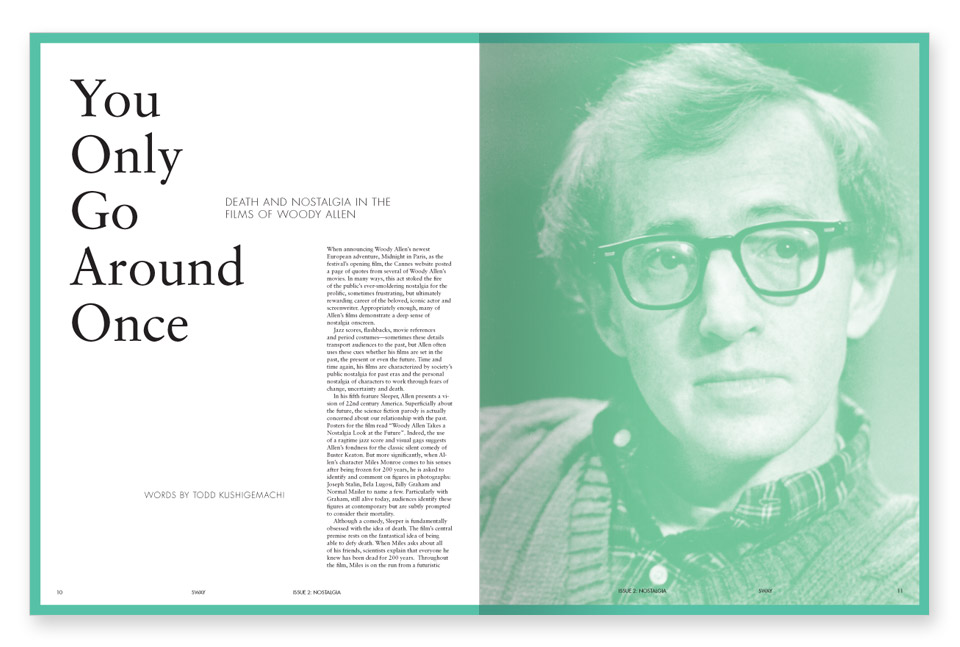 You
Only
Go
Around
Once
DEATH AND NOSTALGIA IN THE
FILMS OF WOODY ALLEN
When announcing Woody Allen's newest
European adventure, Midnight in Paris, as the
festival's opening film, the Cannes website posted
a page of quotes from several of Woody Allen's
movies. In many ways, this act stoked the fire
of the public's ever-smoldering nostalgia for the
prolific, sometimes frustrating, but ultimately
rewarding career of the beloved, iconic actor and
screenwriter. Appropriately enough, many of
Allen's films demonstrate a deep sense of
nostalgia onscreen.
Jazz scores, flashbacks, movie references
and period costumes—sometimes these details
transport audiences to the past, but Allen often
uses these cues whether his films are set in the
past, the present or even the future. Time and
time again, his films are characterized by society's
public nostalgia for past eras and the personal
nostalgia of characters to work through fears of
change, uncertainty and death.
In his fifth feature Sleeper, Allen presents a vi-
sion of 22nd century America. Superficially about
the future, the science fiction parody is actually
concerned about our relationship with the past.
Posters for the film read "Woody Allen Takes a
Nostalgia Look at the Future". Indeed, the use
of a ragtime jazz score and visual gags suggests
Allen's fondness for the classic silent comedy of
Buster Keaton. But more significantly, when Al-
len's character Miles Monroe comes to his senses
after being frozen for 200 years, he is asked to
identify and comment on figures in photographs:
Joseph Stalin, Bela Lugosi, Billy Graham and
Normal Mailer to name a few. Particularly with
Graham, still alive today, audiences identify these
figures at contemporary but are subtly prompted
to consider their mortality.
Although a comedy, Sleeper is fundamentally
obsessed with the idea of death. The film's central
premise rests on the fantastical idea of being
able to defy death. When Miles asks about all
of his friends, scientists explain that everyone he
knew has been dead for 200 years. Throughout
the film, Miles is on the run from a futuristic
WORDS BY TODD KUSHIGEMACHI
10 SWAY ISSUE 2: NOSTALGIA
ISSUE 2: NOSTALGIA SWAY 11